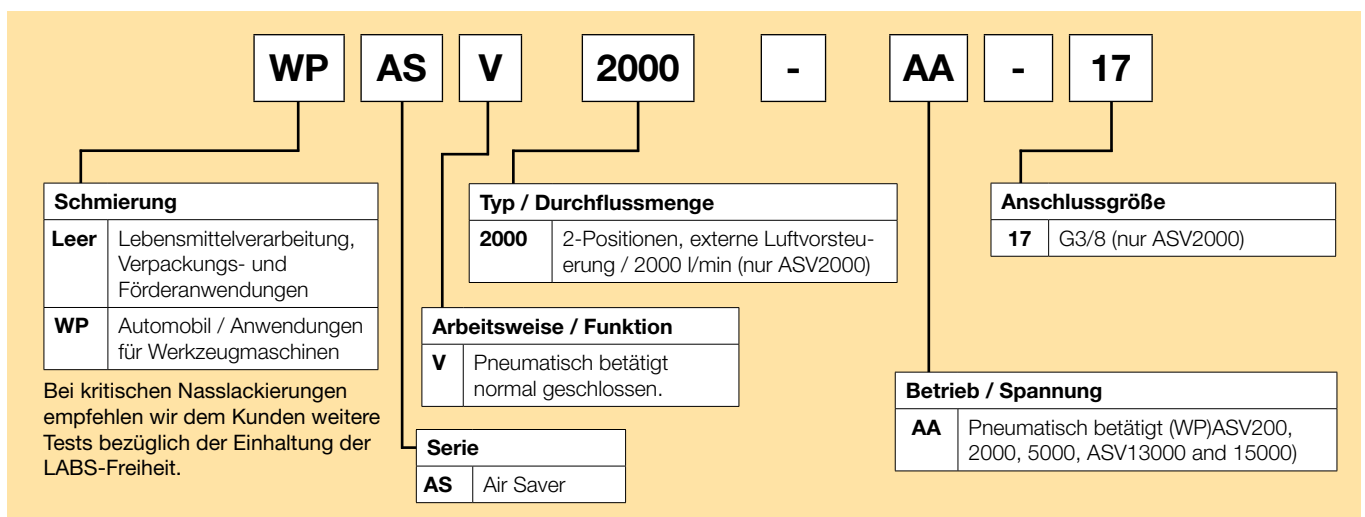 WP AS V 2000 - AA - 17
Schmierung
Leer Lebensmittelverarbeitung,
Verpackungs- und
Förderanwendungen
WP Automobil / Anwendungen
für Werkzeugmaschinen
Bei kritischen Nasslackierungen
empfehlen wir dem Kunden weitere
Tests bezüglich der Einhaltung der
LABS-Freiheit.
Serie
AS Air Saver
Arbeitsweise / Funktion
V Pneumatisch betätigt
normal geschlossen.
Typ / Durchflussmenge
2000 2-Positionen, externe Luftvorsteu-
erung / 2000 l/min (nur ASV2000)
Betrieb / Spannung
AA Pneumatisch betätigt (WP)ASV200,
2000, 5000, ASV13000 and 15000)
Anschlussgröße
17 G3/8 (nur ASV2000)